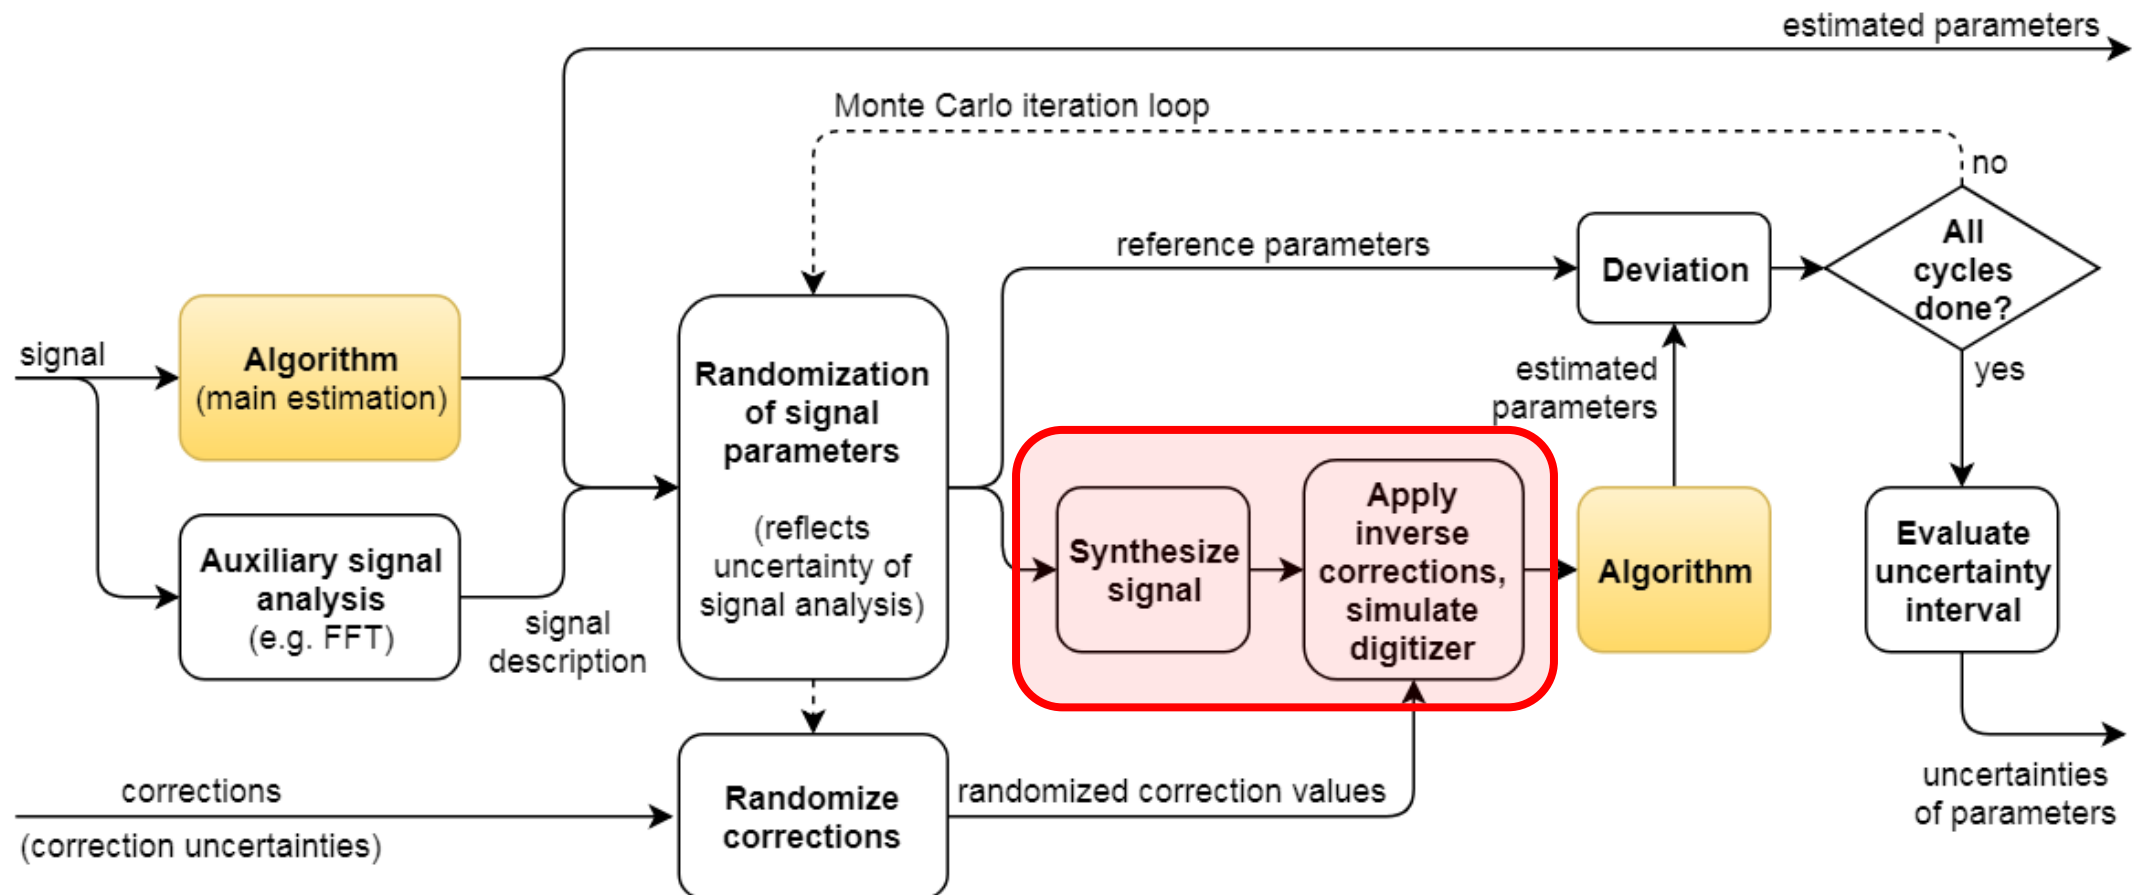 estimated parameters
Monte Carlo iteration loop
no
All
cycles
done?
reference parameters
Deviation
signal
Algorithm
(main estimation)
Randomization
of signal
parameters
(reflects
uncertainty of
signal analysis)
estimated
parameters
yes
Apply
inverse
corrections,
simulate
digitizer
Synthesize
signal
Algorithm
Evaluate
uncertainty
interval
Auxiliary signal
analysis
(e.g. FFT)
signal
description
corrections
(correction uncertainties)
Randomize
corrections
randomized correction values
uncertainties
of parameters